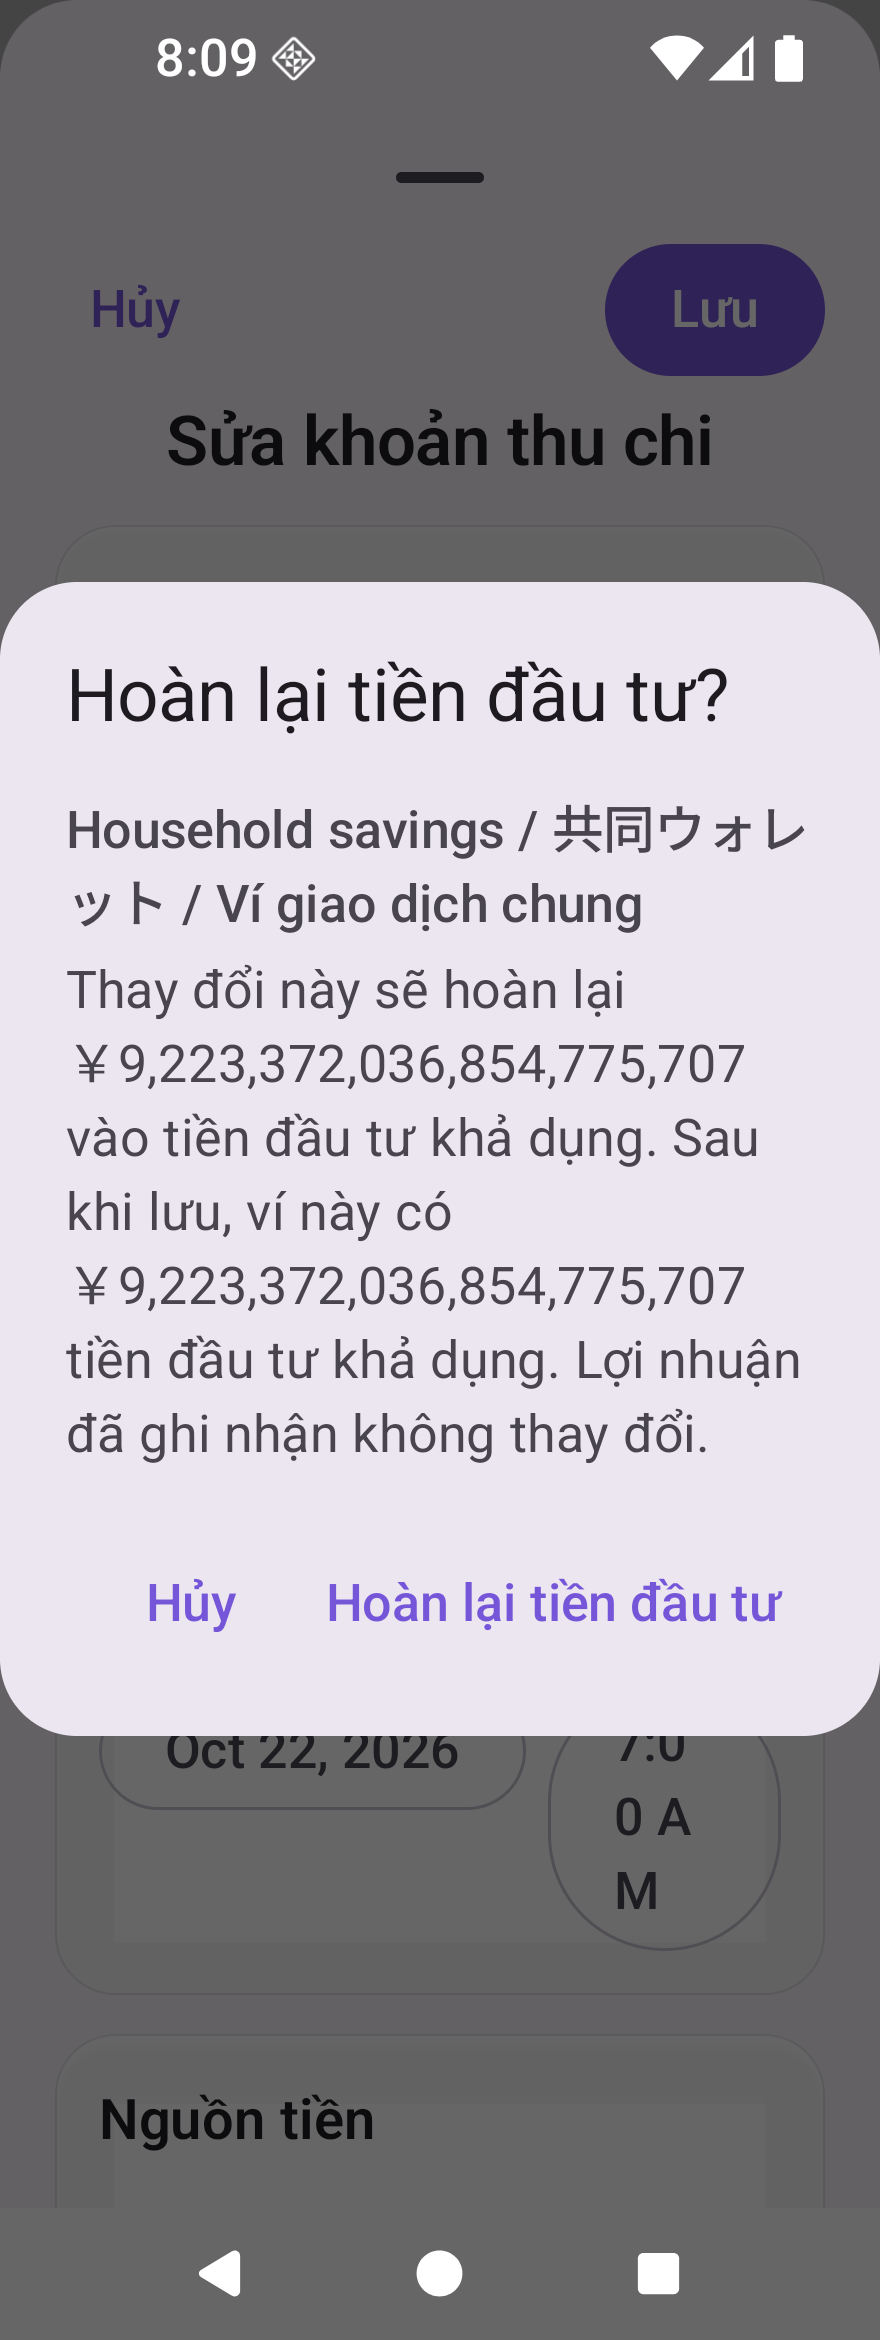 8:09
Hủy
Lưu
Sửa khoản thu chi
Hoàn lại tiền đầu tư?
Household savings / 共同ウォレ
ット / Ví giao dịch chung
Thay đổi này sẽ hoàn lại
￥9,223,372,036,854,775,707
vào tiền đầu tư khả dụng. Sau
khi lưu, ví này có
￥9,223,372,036,854,775,707
tiền đầu tư khả dụng. Lợi nhuận
đã ghi nhận không thay đổi.
Hủy
Hoàn lại tiền đầu tư
Oct 22, 2026
7:0
0 A
M
Nguồn tiền